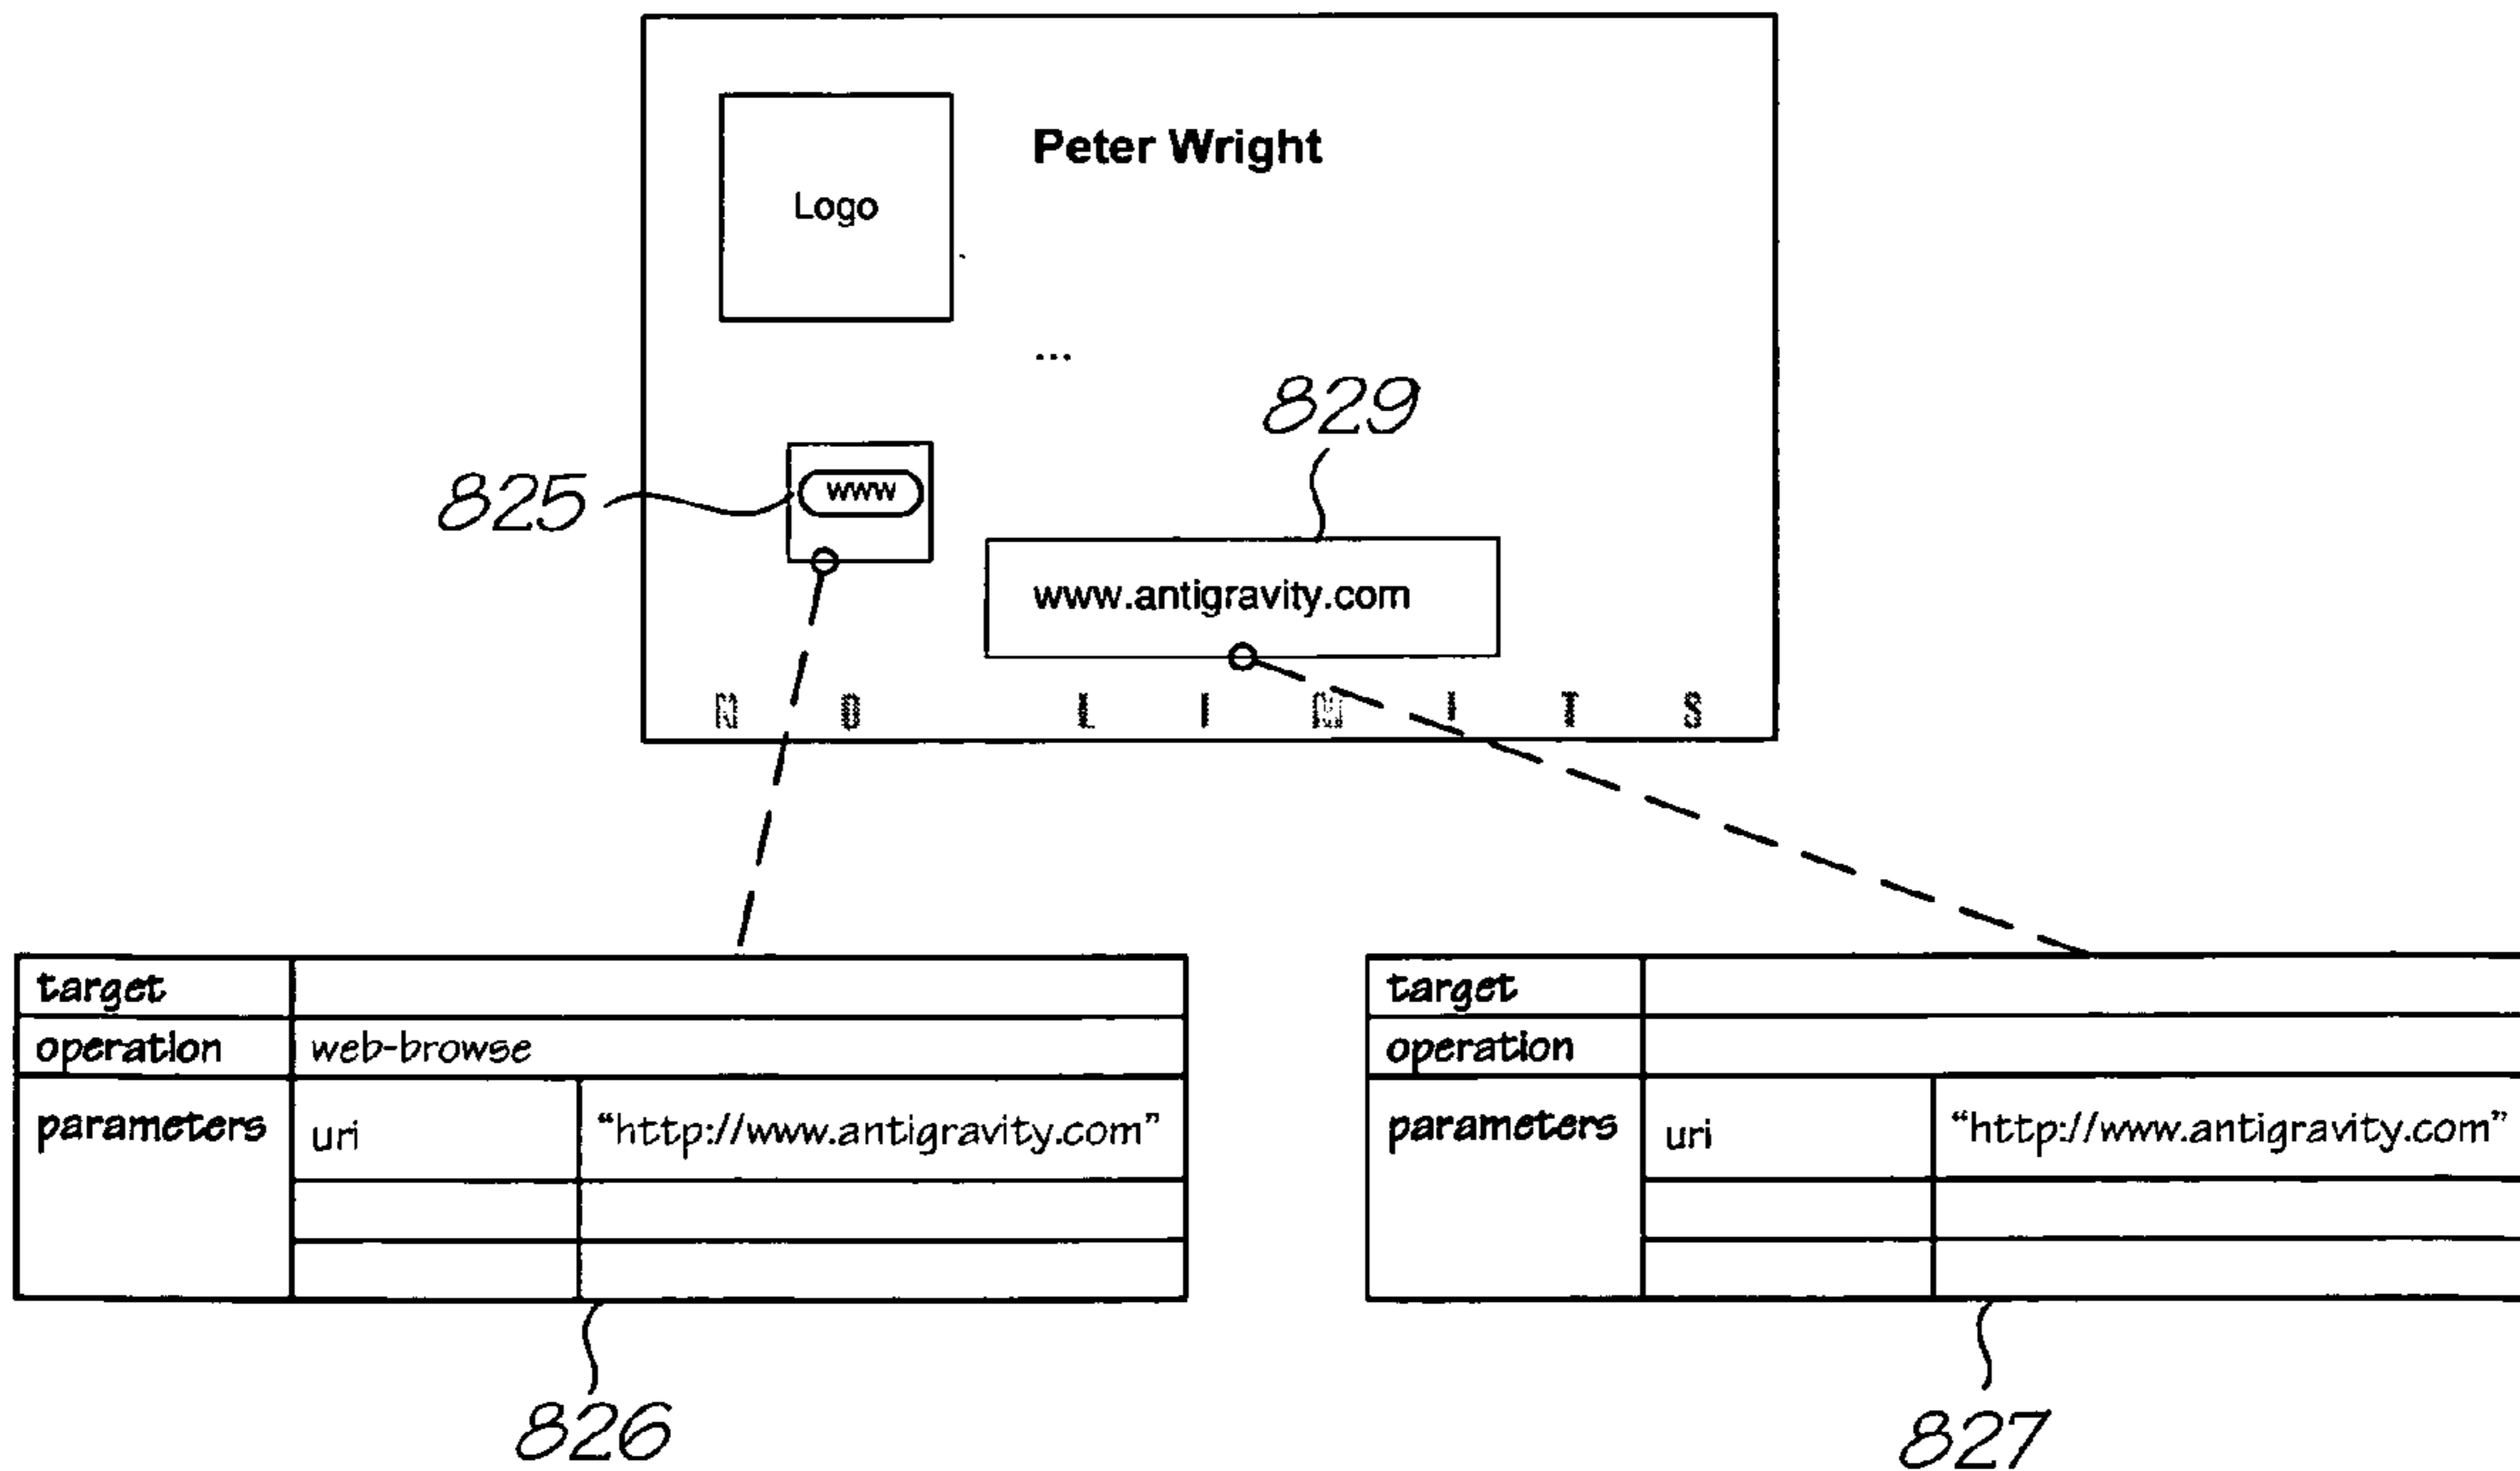 Peter Wright
Logo
...
829
825
www
www.antigravity.com
N O L I M I T S
target
operation web-browse
parameters uri “http://www.antigravity.com”
826
target
operation
parameters uri “http://www.antigravity.com”
827